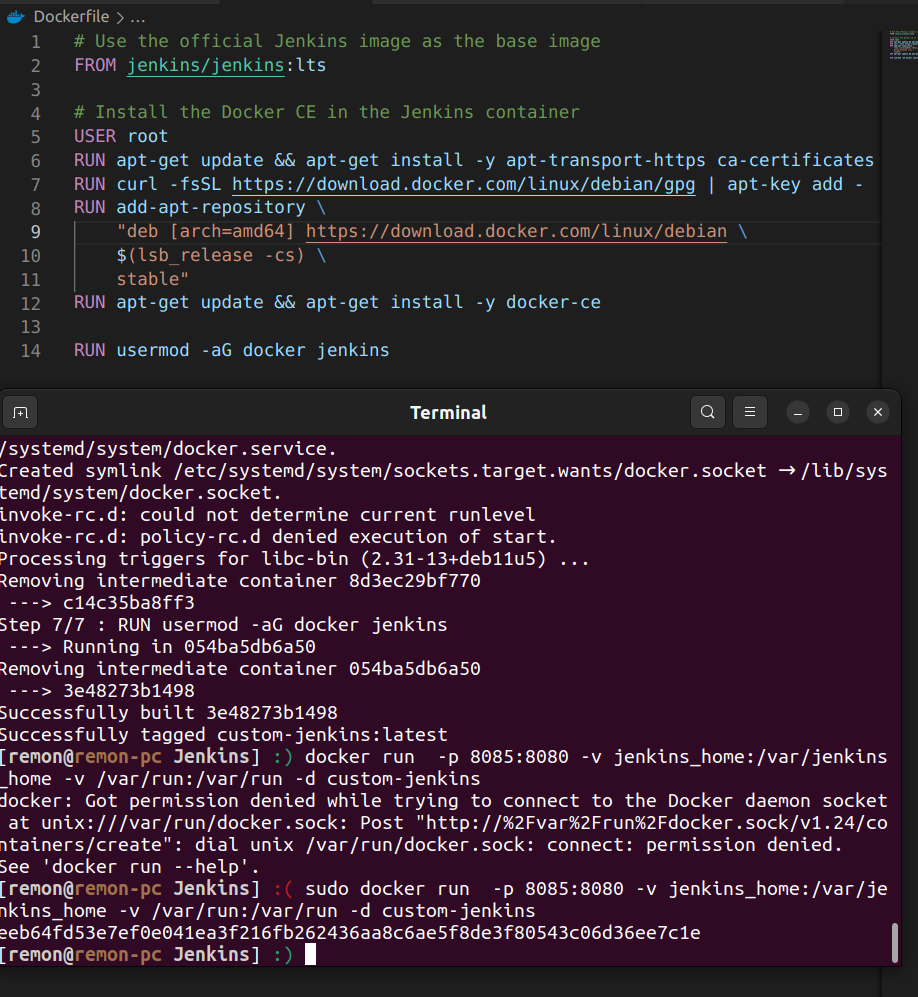 Dockerfile > ...
1 # Use the official Jenkins image as the base image
2 FROM jenkins/jenkins:lts
3
4 # Install the Docker CE in the Jenkins container
5 USER root
6 RUN apt-get update && apt-get install -y apt-transport-https ca-certificates
7 RUN curl -fsSL https://download.docker.com/linux/debian/gpg | apt-key add -
8 RUN add-apt-repository \
9 "deb [arch=amd64] https://download.docker.com/linux/debian \
10 $(lsb_release -cs) \
11 stable"
12 RUN apt-get update && apt-get install -y docker-ce
13
14 RUN usermod -aG docker jenkins
Terminal
/systemd/system/docker.service.
Created symlink /etc/systemd/system/sockets.target.wants/docker.socket → /lib/sys
temd/system/docker.socket.
invoke-rc.d: could not determine current runlevel
invoke-rc.d: policy-rc.d denied execution of start.
Processing triggers for libc-bin (2.31-13+deb11u5) ...
Removing intermediate container 8d3ec29bf770
---> c14c35ba8ff3
Step 7/7 : RUN usermod -aG docker jenkins
---> Running in 054ba5db6a50
Removing intermediate container 054ba5db6a50
---> 3e48273b1498
Successfully built 3e48273b1498
Successfully tagged custom-jenkins:latest
[remon@remon-pc Jenkins] :) docker run  -p 8085:8080 -v jenkins_home:/var/jenkins
_home -v /var/run:/var/run -d custom-jenkins
docker: Got permission denied while trying to connect to the Docker daemon socket
at unix:///var/run/docker.sock: Post "http://%2Fvar%2Frun%2Fdocker.sock/v1.24/co
ntainers/create": dial unix /var/run/docker.sock: connect: permission denied.
See 'docker run --help'.
[remon@remon-pc Jenkins] :( sudo docker run  -p 8085:8080 -v jenkins_home:/var/je
nkins_home -v /var/run:/var/run -d custom-jenkins
eeb64fd53e7ef0e041ea3f216fb262436aa8c6ae5f8de3f80543c06d36ee7c1e
[remon@remon-pc Jenkins] :)